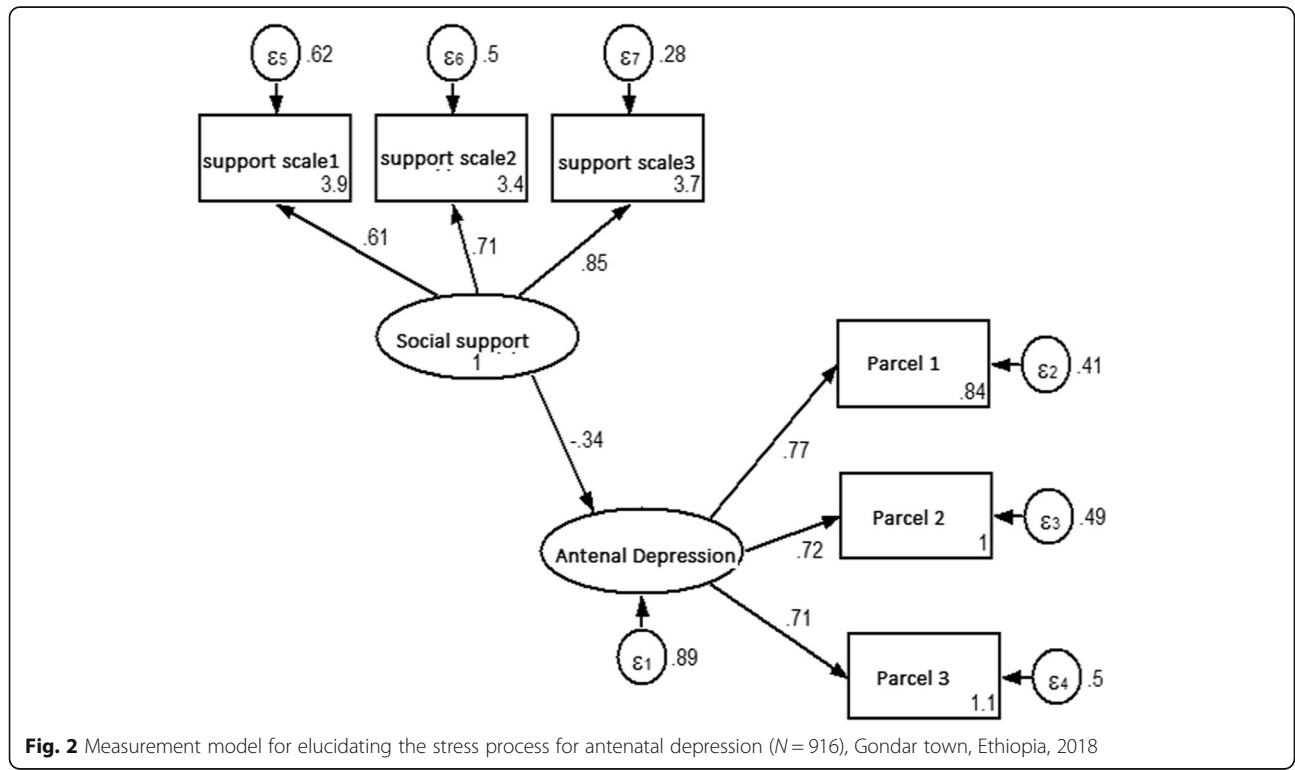 ε5 .62
ε6 .5
ε7 .28
support scale1
3.9
support scale2
3.4
support scale3
3.7
.61
.71
.85
Social support
1
-.34
Parcel 1
.84
ε2 .41
.77
Parcel 2
1
ε3 .49
.72
Antenal Depression
.71
ε1 .89
Parcel 3
1.1
ε4 .5
Fig. 2 Measurement model for elucidating the stress process for antenatal depression (N = 916), Gondar town, Ethiopia, 2018